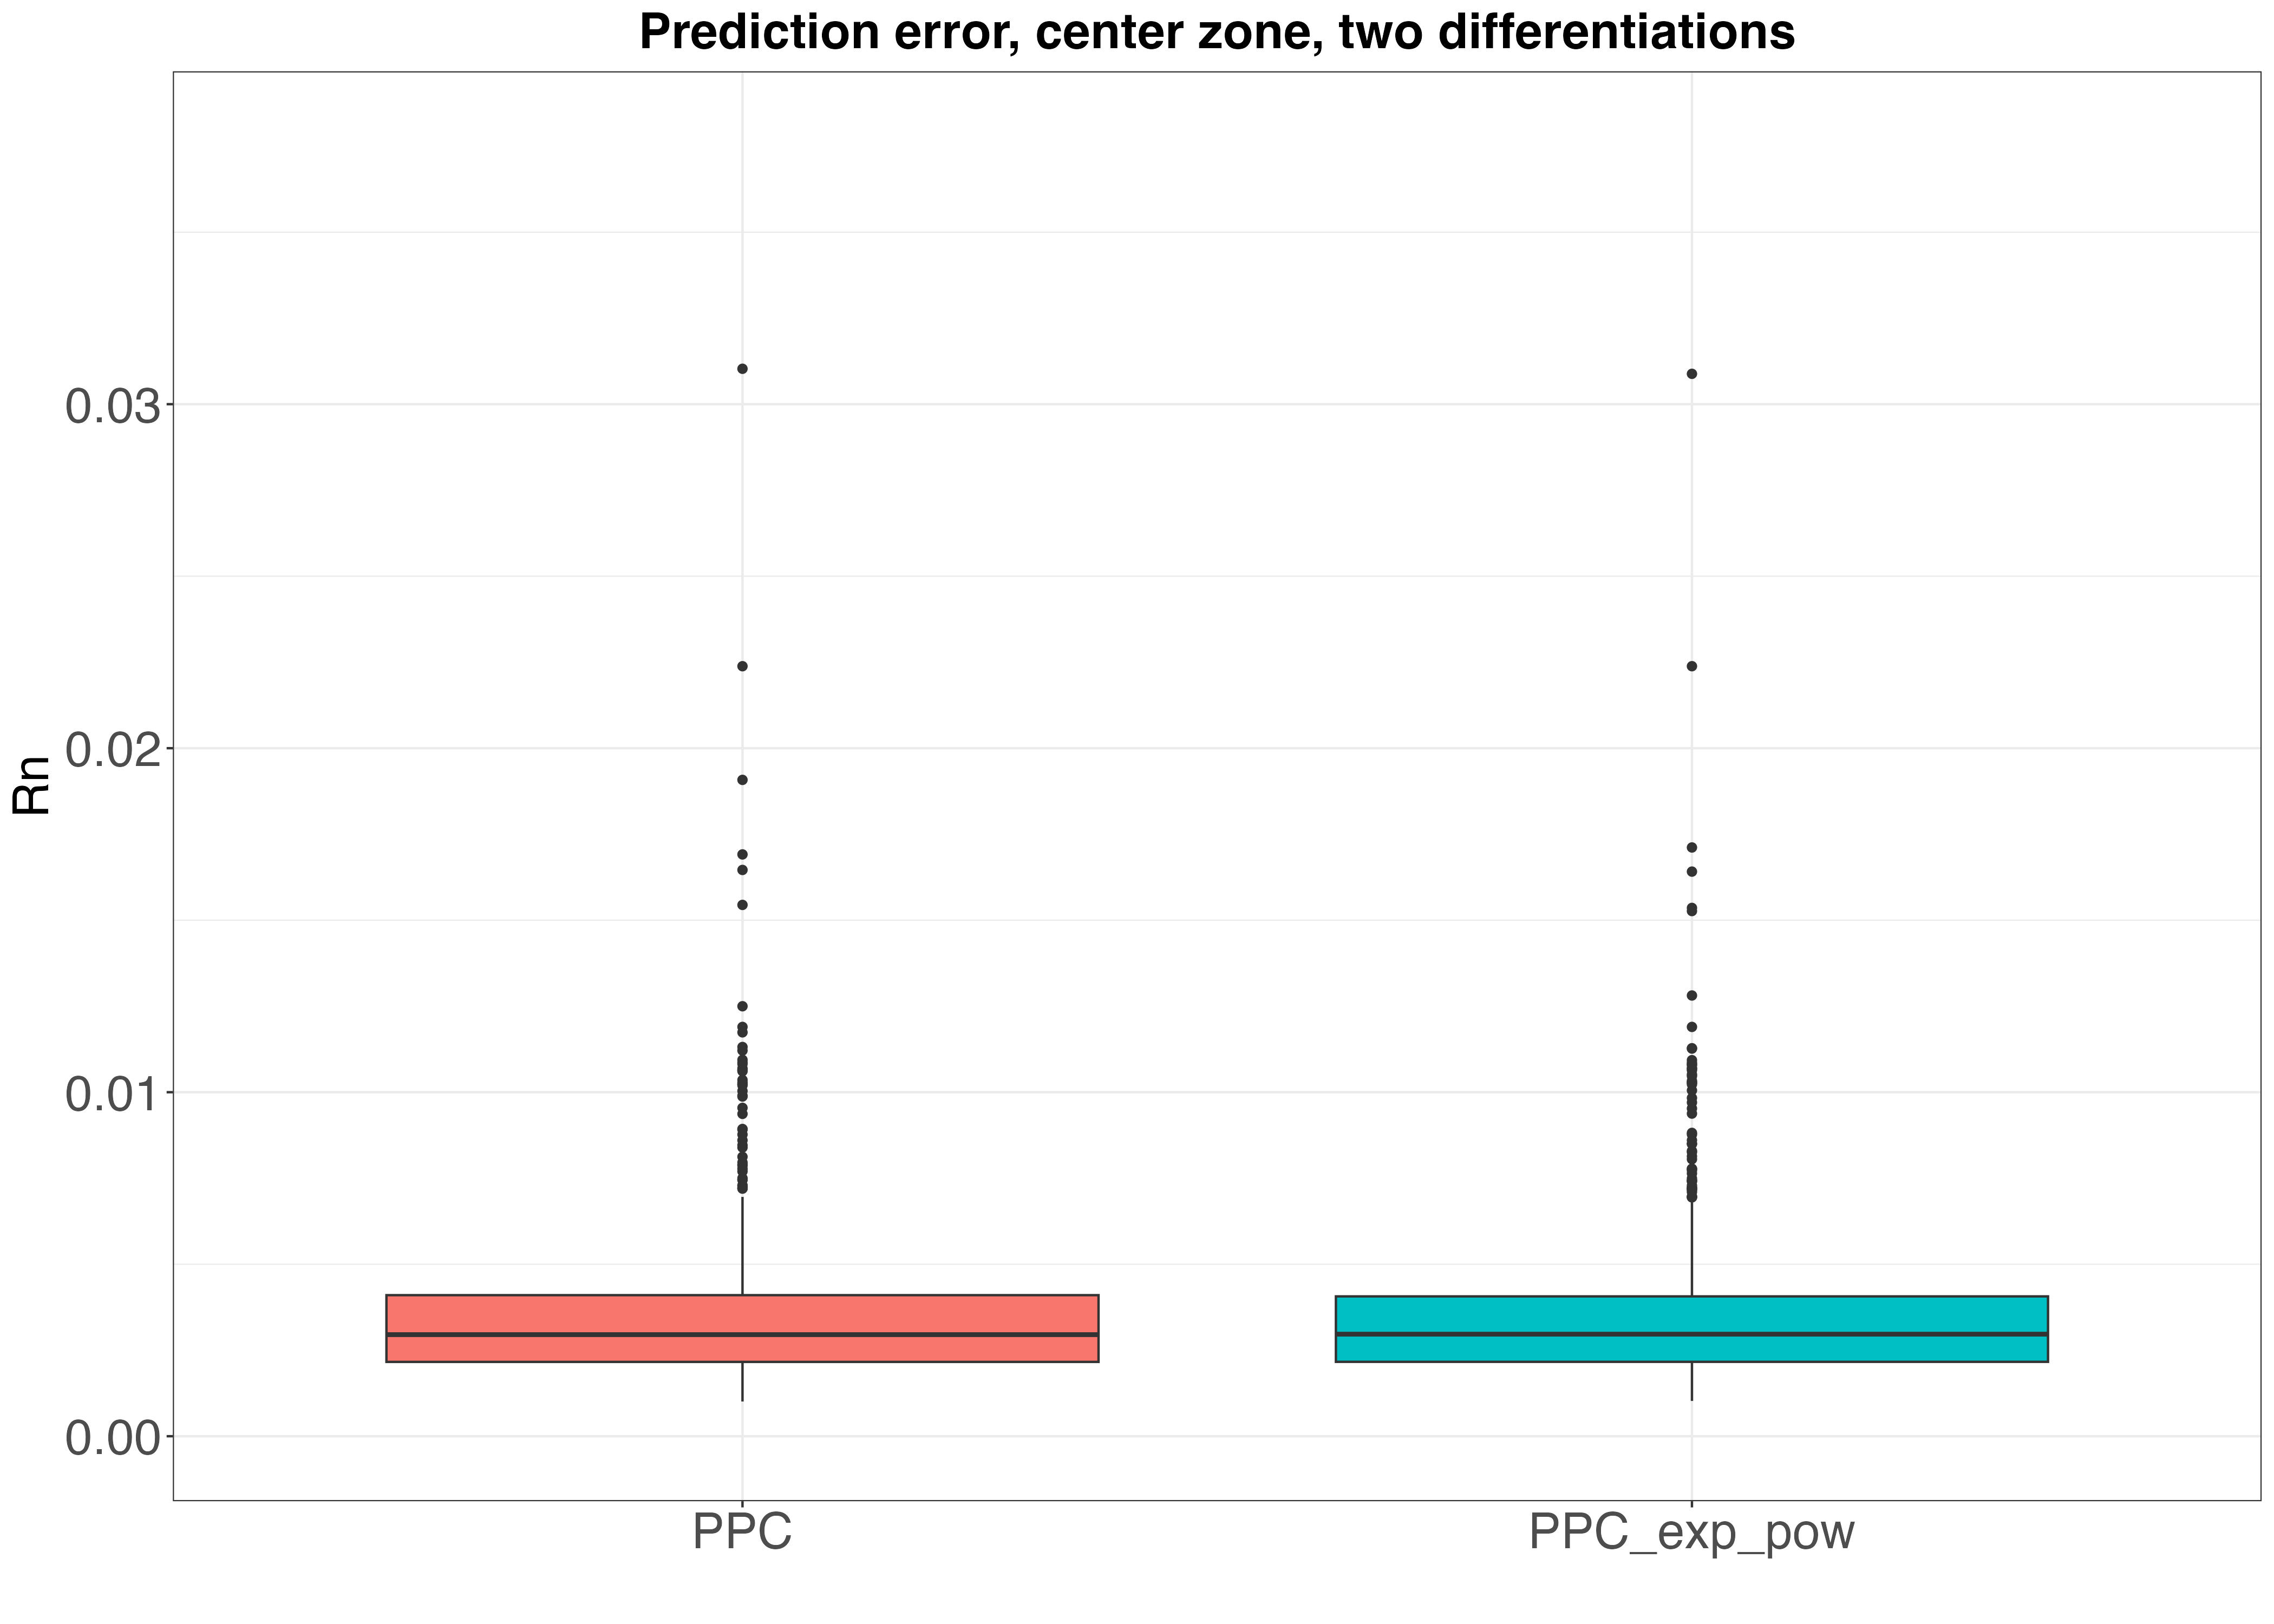 Prediction error, center zone, two differentiations
Rn
0.03
0.02
0.01
0.00
PPC
PPC_exp_pow